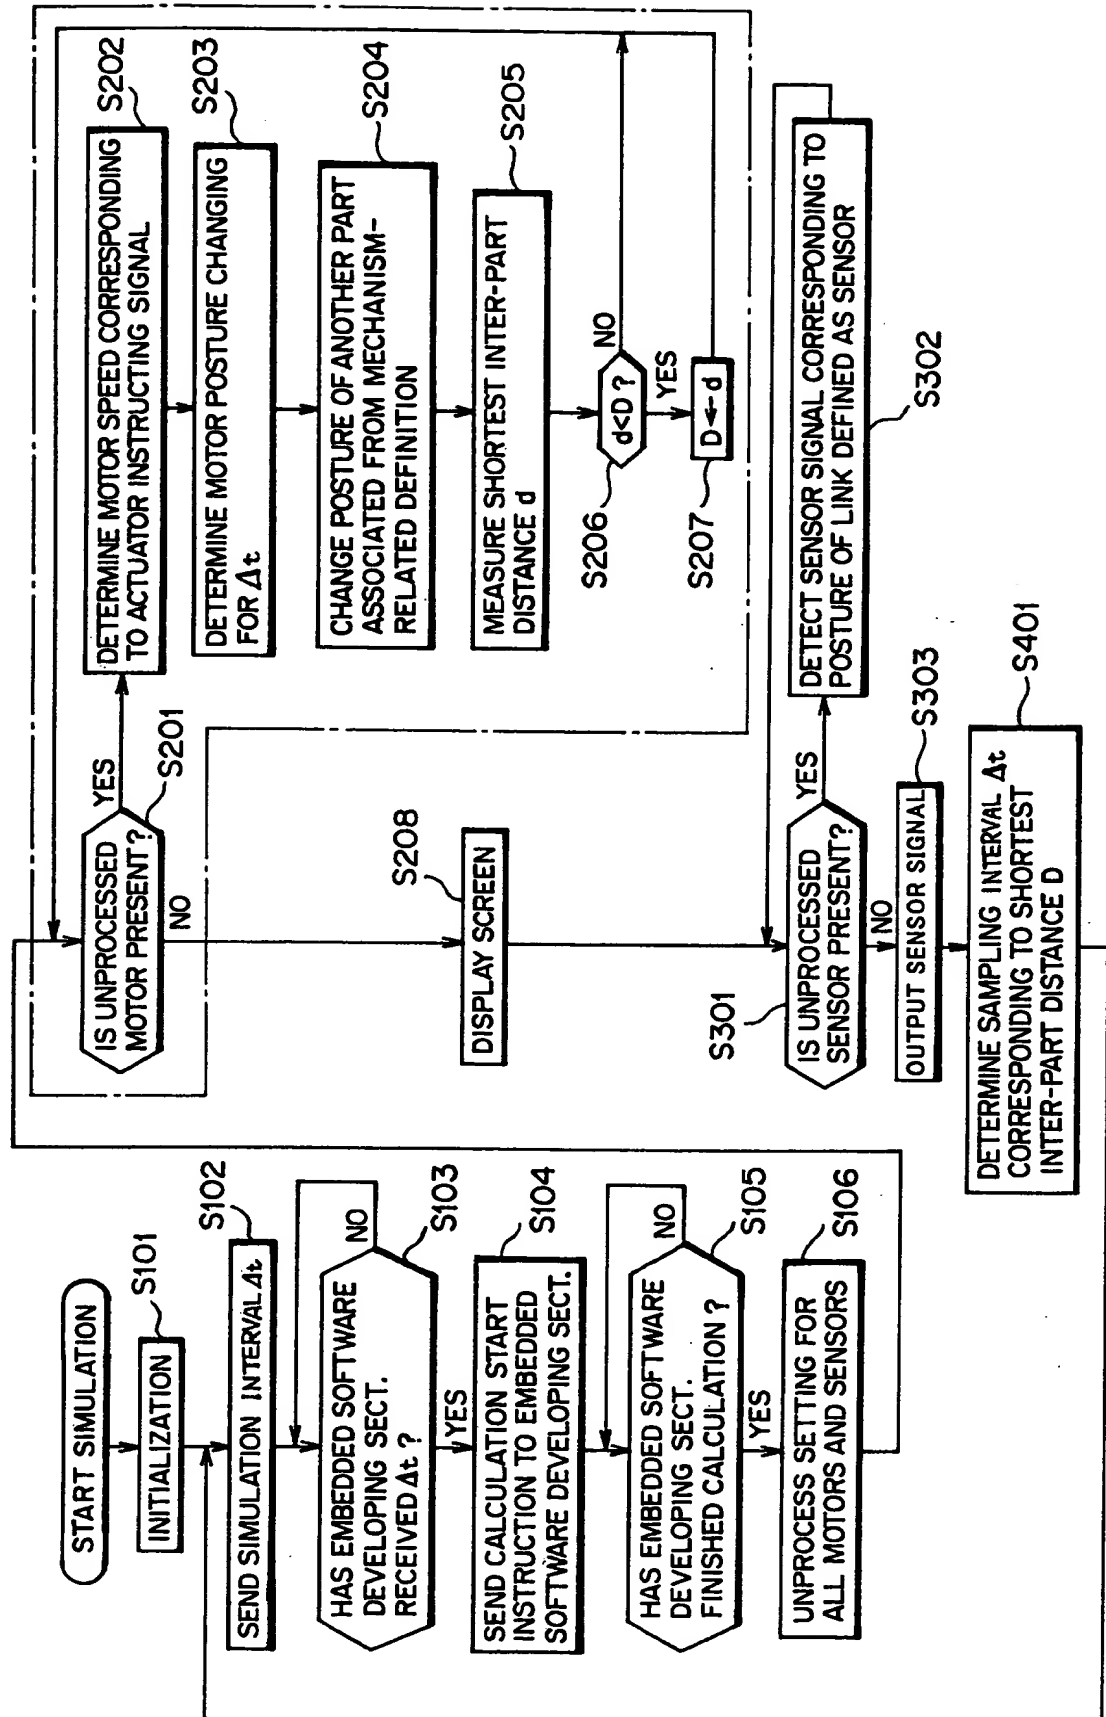 START SIMULATION
INITIALIZATION
S101
SEND SIMULATION INTERVAL Δt
S102
HAS EMBEDDED SOFTWARE
DEVELOPING SECT.
RECEIVED Δt ?
NO
S103
YES
SEND CALCULATION START
INSTRUCTION TO EMBEDDED
SOFTWARE DEVELOPING SECT.
S104
HAS EMBEDDED SOFTWARE
DEVELOPING SECT.
FINISHED CALCULATION ?
NO
S105
YES
UNPROCESS SETTING FOR
ALL MOTORS AND SENSORS
S106
IS UNPROCESSED
MOTOR PRESENT?
YES
S201
NO
DETERMINE MOTOR SPEED CORRESPONDING
TO ACTUATOR INSTRUCTING SIGNAL
S202
DETERMINE MOTOR POSTURE CHANGING
FOR Δt
S203
CHANGE POSTURE OF ANOTHER PART
ASSOCIATED FROM MECHANISM-
RELATED DEFINITION
S204
MEASURE SHORTEST INTER-PART
DISTANCE d
S205
d<D ?
NO
S206
YES
D←d
S207
DISPLAY SCREEN
S208
IS UNPROCESSED
SENSOR PRESENT?
YES
S301
NO
DETECT SENSOR SIGNAL CORRESPONDING TO
POSTURE OF LINK DEFINED AS SENSOR
S302
OUTPUT SENSOR SIGNAL
S303
DETERMINE SAMPLING INTERVAL Δt
CORRESPONDING TO SHORTEST
INTER-PART DISTANCE D
S401